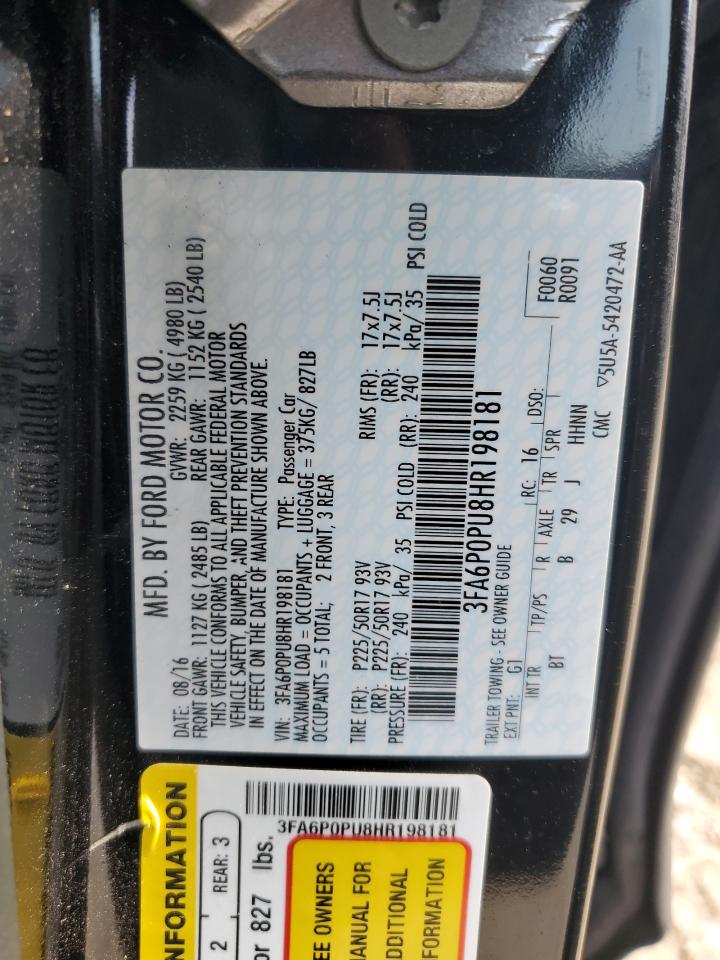 MFD. BY FORD MOTOR CO.
DATE: 08/16 GVWR: 2259 KG ( 4980 LB)
FRONT GAWR: 1127 KG ( 2485 LB) REAR GAWR: 1152 KG ( 2540 LB)
THIS VEHICLE CONFORMS TO ALL APPLICABLE FEDERAL MOTOR
VEHICLE SAFETY, BUMPER, AND THEFT PREVENTION STANDARDS
IN EFFECT ON THE DATE OF MANUFACTURE SHOWN ABOVE.
VIN: 3FA6P0PU8HR198181 TYPE: Passenger Car
MAXIMUM LOAD = OCCUPANTS + LUGGAGE = 375KG/ 827LB
OCCUPANTS = 5 TOTAL; 2 FRONT, 3 REAR
TIRE (FR): P225/50R17 93V RIMS (FR): 17x7.5J
(RR): P225/50R17 93V (RR): 17x7.5J
PRESSURE (FR): 240 kPa/ 35 PSI COLD (RR): 240 kPa/ 35 PSI COLD
3FA6P0PU8HR198181
TRAILER TOWING - SEE OWNER GUIDE
EXT PNT: G1 RC: 16 DSO: F0060
R0091
INT TR TP/PS R AXLE TR SPR
BT B 29 J HHNN
CMC ▽5U5A-5420472-AA
NFORMATION
2 REAR: 3
or 827 lbs.
3FA6P0PU8HR198181
EE OWNERS
ANUAL FOR
DDITIONAL
FORMATION